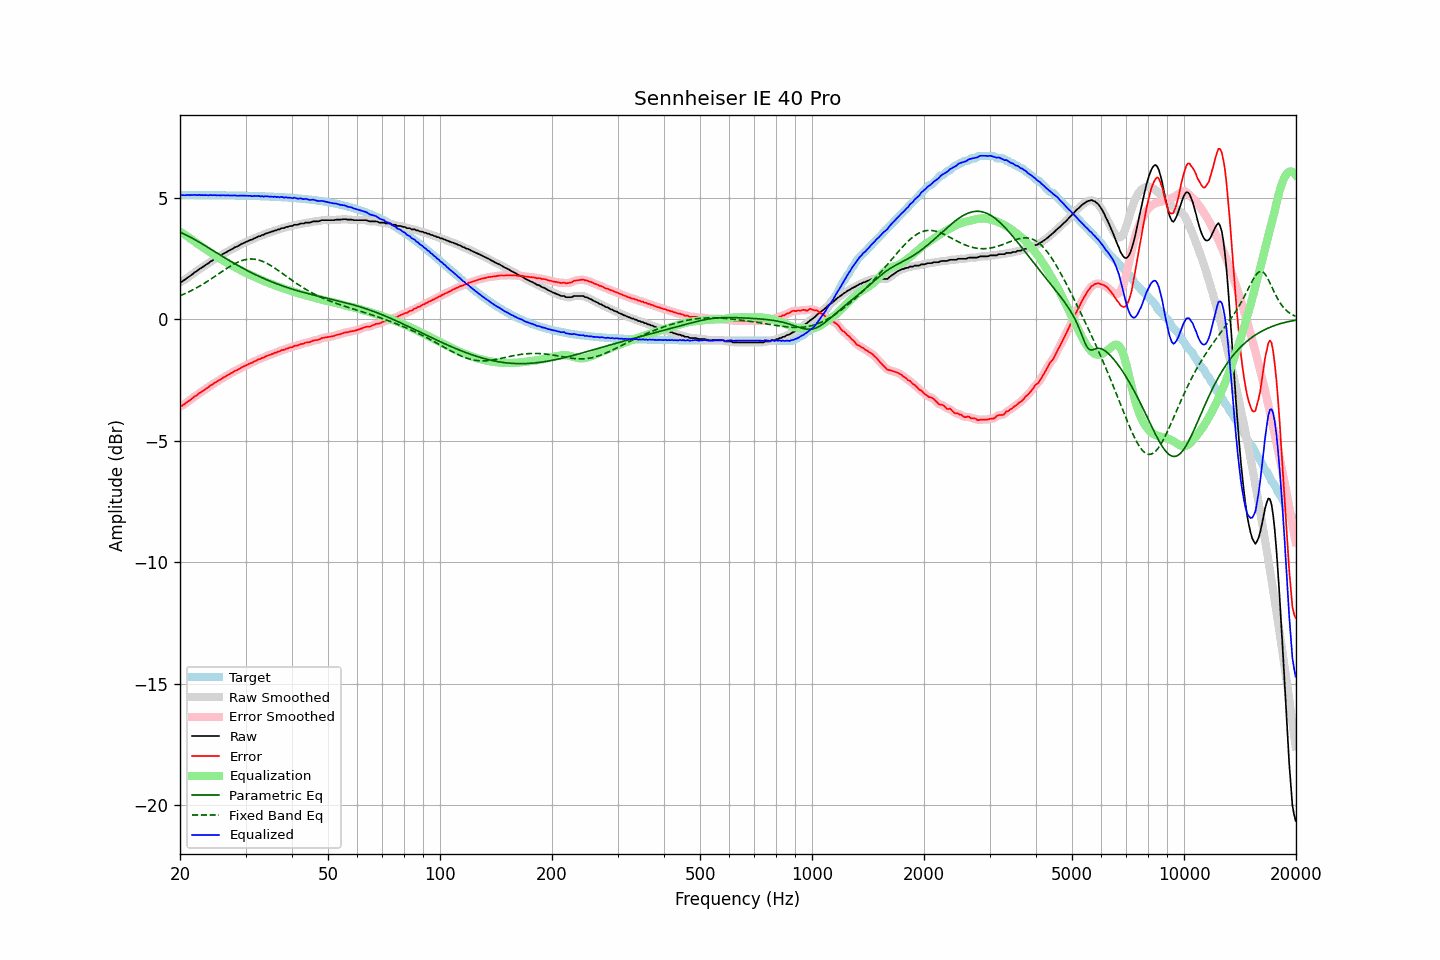 Sennheiser IE 40 Pro
Amplitude (dBr)
5
0
−5
−10
−15
−20
Target
Raw Smoothed
Error Smoothed
Raw
Error
Equalization
Parametric Eq
Fixed Band Eq
Equalized
20 50 100 200 500 1000 2000 5000 10000 20000
Frequency (Hz)